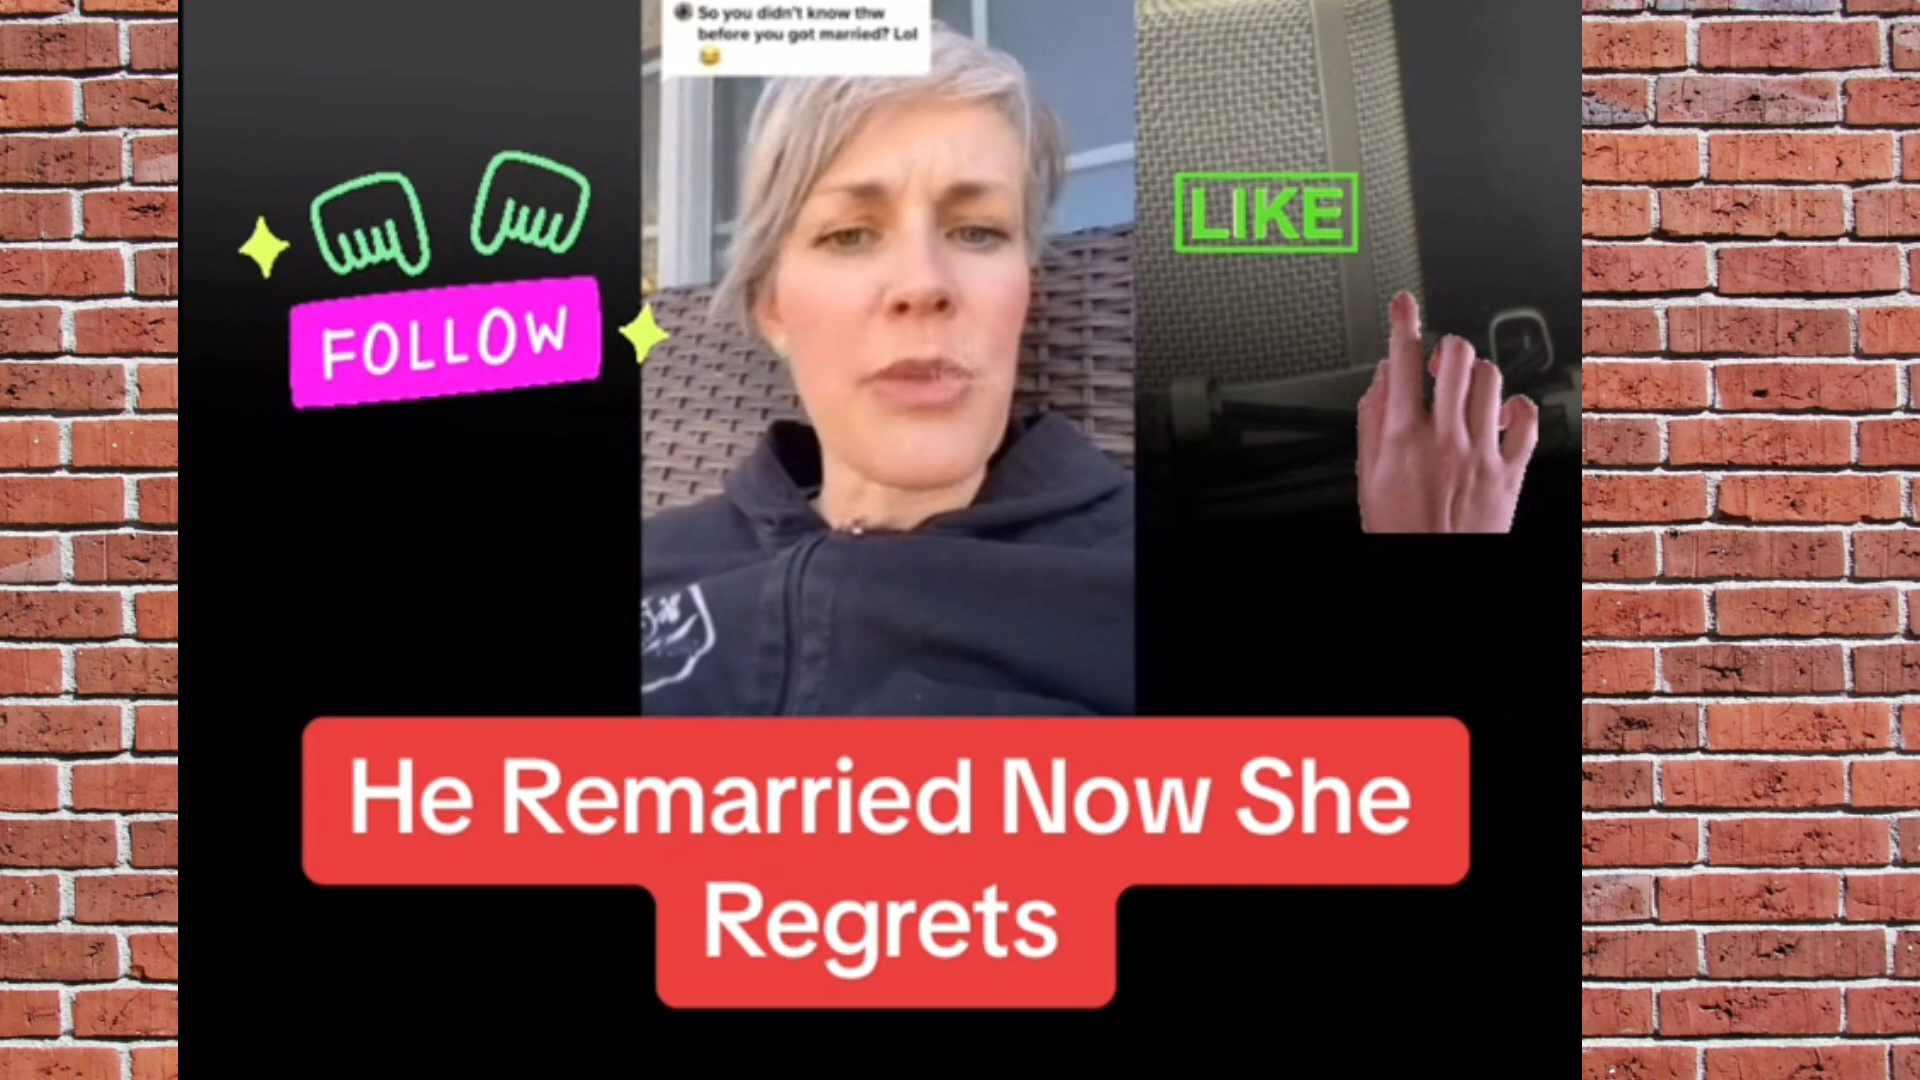 So you didn't know thw
before you got married? Lol
😂
FOLLOW
LIKE
He Remarried Now She
Regrets